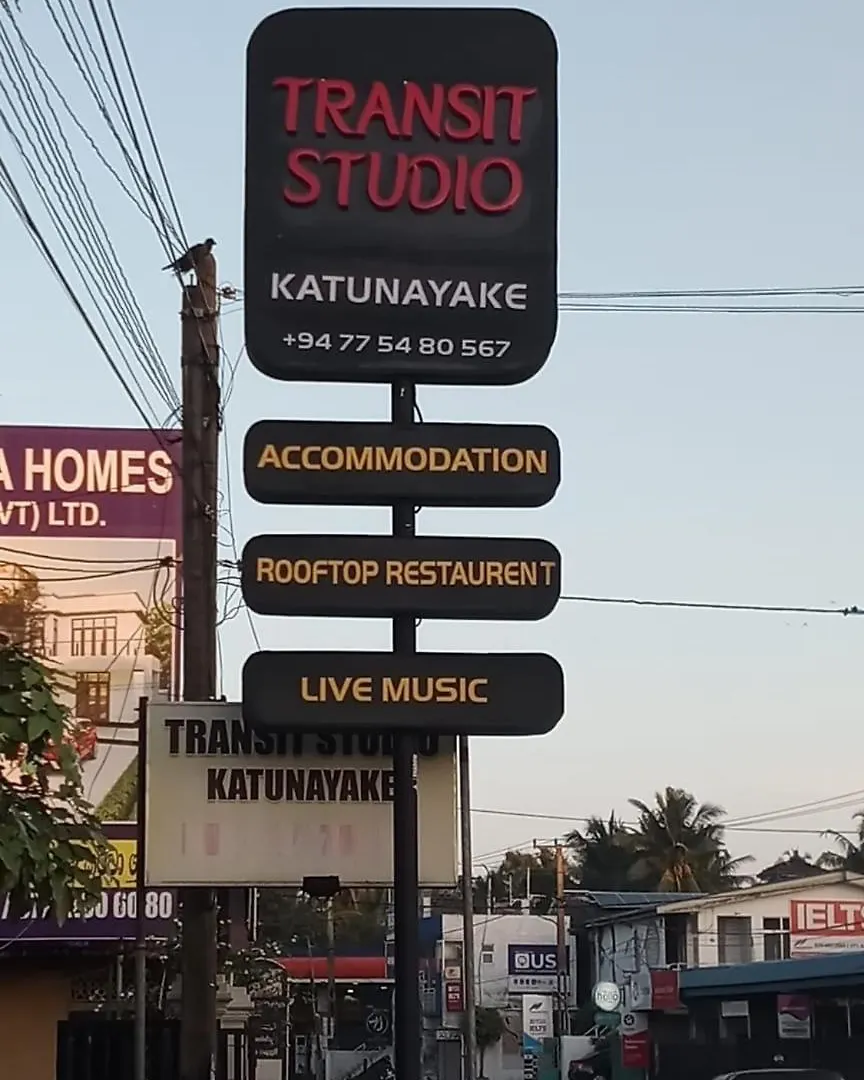 TRANSIT
STUDIO
KATUNAYAKE
+94 77 54 80 567
ACCOMMODATION
ROOFTOP RESTAURENT
LIVE MUSIC
TRANSIT STUDIO
KATUNAYAKE
A HOMES
VT) LTD.
80
IELTS